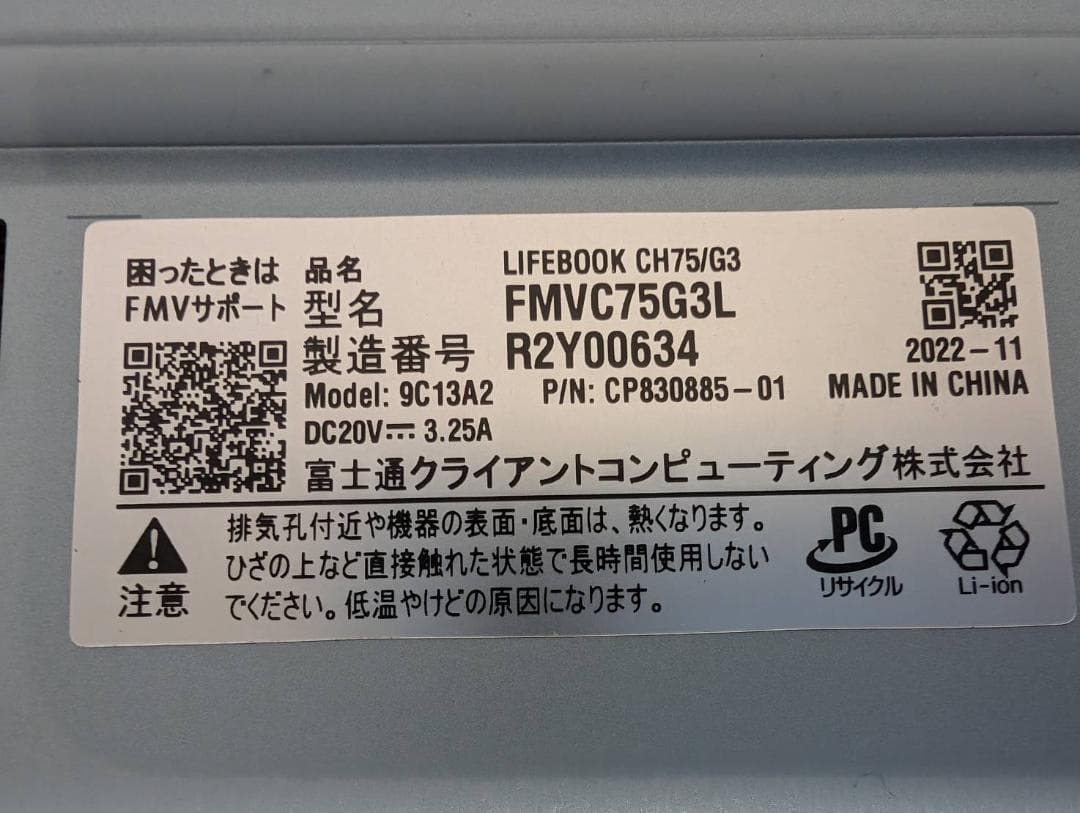 困ったときは
FMVサポート
品名 LIFEBOOK CH75/G3
型名 FMVC75G3L
製造番号 R2Y00634
2022-11
Model: 9C13A2 P/N: CP830885-01 MADE IN CHINA
DC20V⎓ 3.25A
富士通クライアントコンピューティング株式会社
注意
排気孔付近や機器の表面・底面は、熱くなります。
ひざの上など直接触れた状態で長時間使用しない
でください。低温やけどの原因になります。
PC
リサイクル
Li-ion